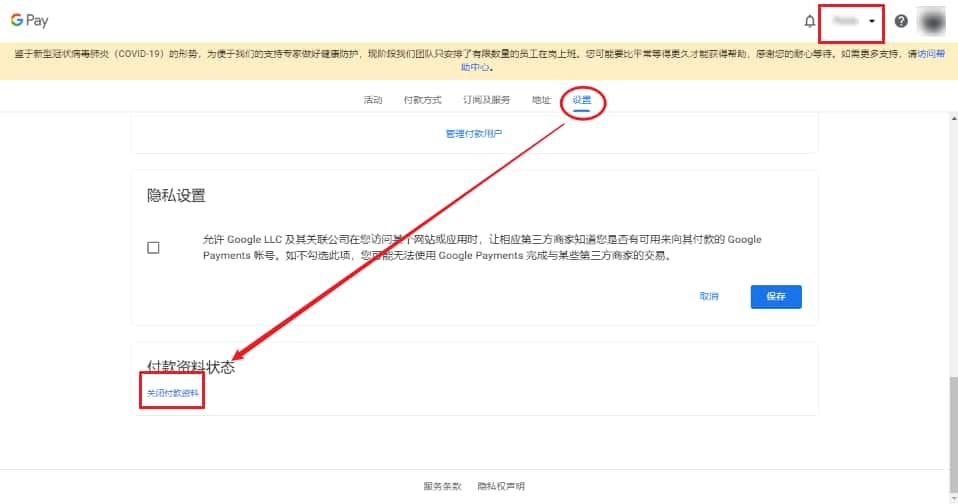 G Pay
鉴于新型冠状病毒肺炎（COVID-19）的形势，为便于我们的支持专家做好健康防护，现阶段我们团队只安排了有限数量的员工在岗上班。您可能要比平常等得更久才能获得帮助，感谢您的耐心等待。如需更多支持，请访问帮
助中心。
活动 付款方式 订阅及服务 地址 设置
管理付款用户
隐私设置
允许 Google LLC 及其关联公司在您访问某个网站或应用时，让相应第三方商家知道您是否有可用来向其付款的 Google
Payments 帐号。如不勾选此项，您可能无法使用 Google Payments 完成与某些第三方商家的交易。
取消 保存
付款资料状态
关闭付款资料
服务条款 隐私权声明